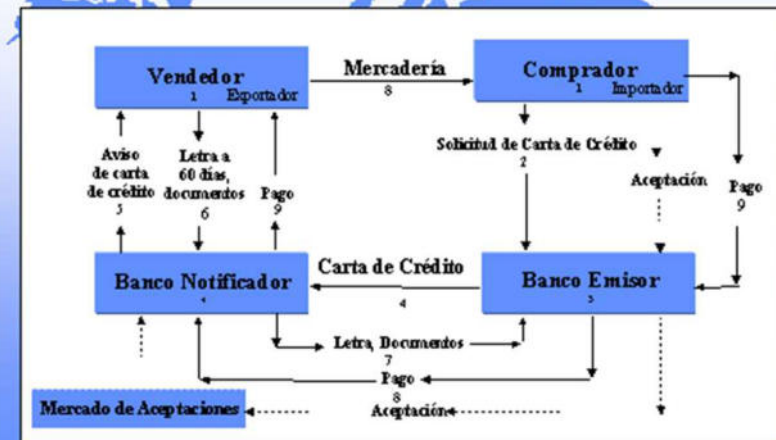 Vendedor
1 Exportador
Mercadería
8
Comprador
1 Importador
Aviso
de carta
de crédito
5
Letra a
60 días,
documentos
6
Pago
9
Solicitud de Carta de Crédito
2
Aceptación
Pago
9
Banco Notificador
4
Carta de Crédito
4
Banco Emisor
3
Letra, Documentos
7
Pago
8
Mercado de Aceptaciones
Aceptación